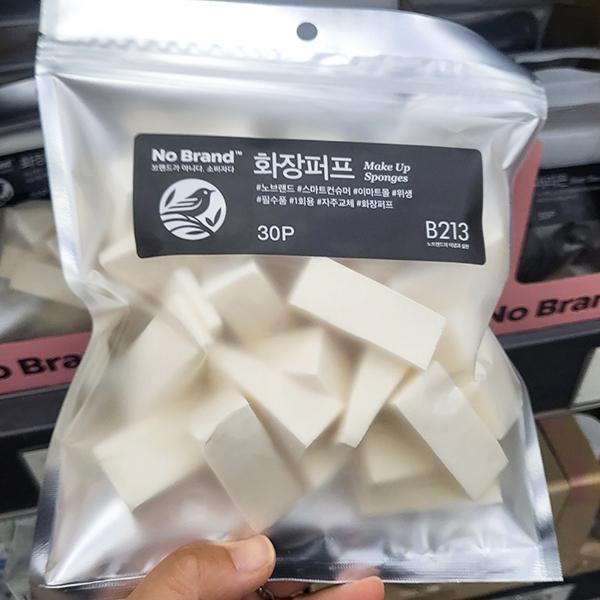 No Brand™
브랜드가 아니다. 소비자다
화장퍼프
Make Up
Sponges
#노브랜드 #스마트컨슈머 #이마트몰 #위생
#필수품 #1회용 #자주교체 #화장퍼프
30P
B213
o Bra
No Bran